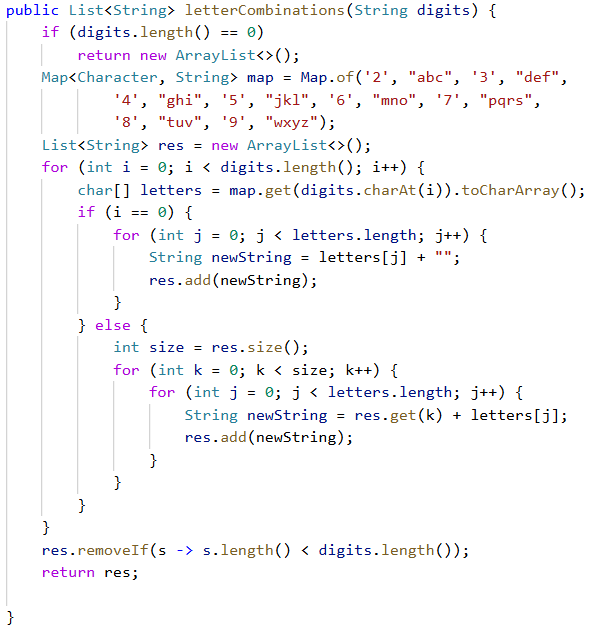 public List<String> letterCombinations(String digits) {
    if (digits.length() == 0)
        return new ArrayList<>();
    Map<Character, String> map = Map.of('2', "abc", '3', "def",
            '4', "ghi", '5', "jkl", '6', "mno", '7', "pqrs",
            '8', "tuv", '9', "wxyz");
    List<String> res = new ArrayList<>();
    for (int i = 0; i < digits.length(); i++) {
        char[] letters = map.get(digits.charAt(i)).toCharArray();
        if (i == 0) {
            for (int j = 0; j < letters.length; j++) {
                String newString = letters[j] + "";
                res.add(newString);
            }
        } else {
            int size = res.size();
            for (int k = 0; k < size; k++) {
                for (int j = 0; j < letters.length; j++) {
                    String newString = res.get(k) + letters[j];
                    res.add(newString);
                }
            }
        }
    }
    res.removeIf(s -> s.length() < digits.length());
    return res;

}